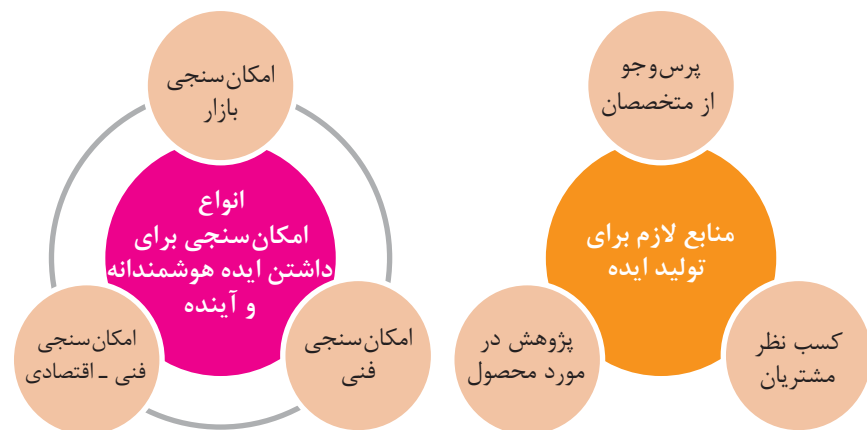 پرس‌وجو
از متخصصان
منابع لازم برای
تولید ایده
کسب نظر
مشتریان
پژوهش در
مورد محصول
امکان‌سنجی
بازار
انواع
امکان‌سنجی برای
داشتن ایده هوشمندانه
و آینده
امکان‌سنجی
فنی
امکان‌سنجی
فنی ـ اقتصادی